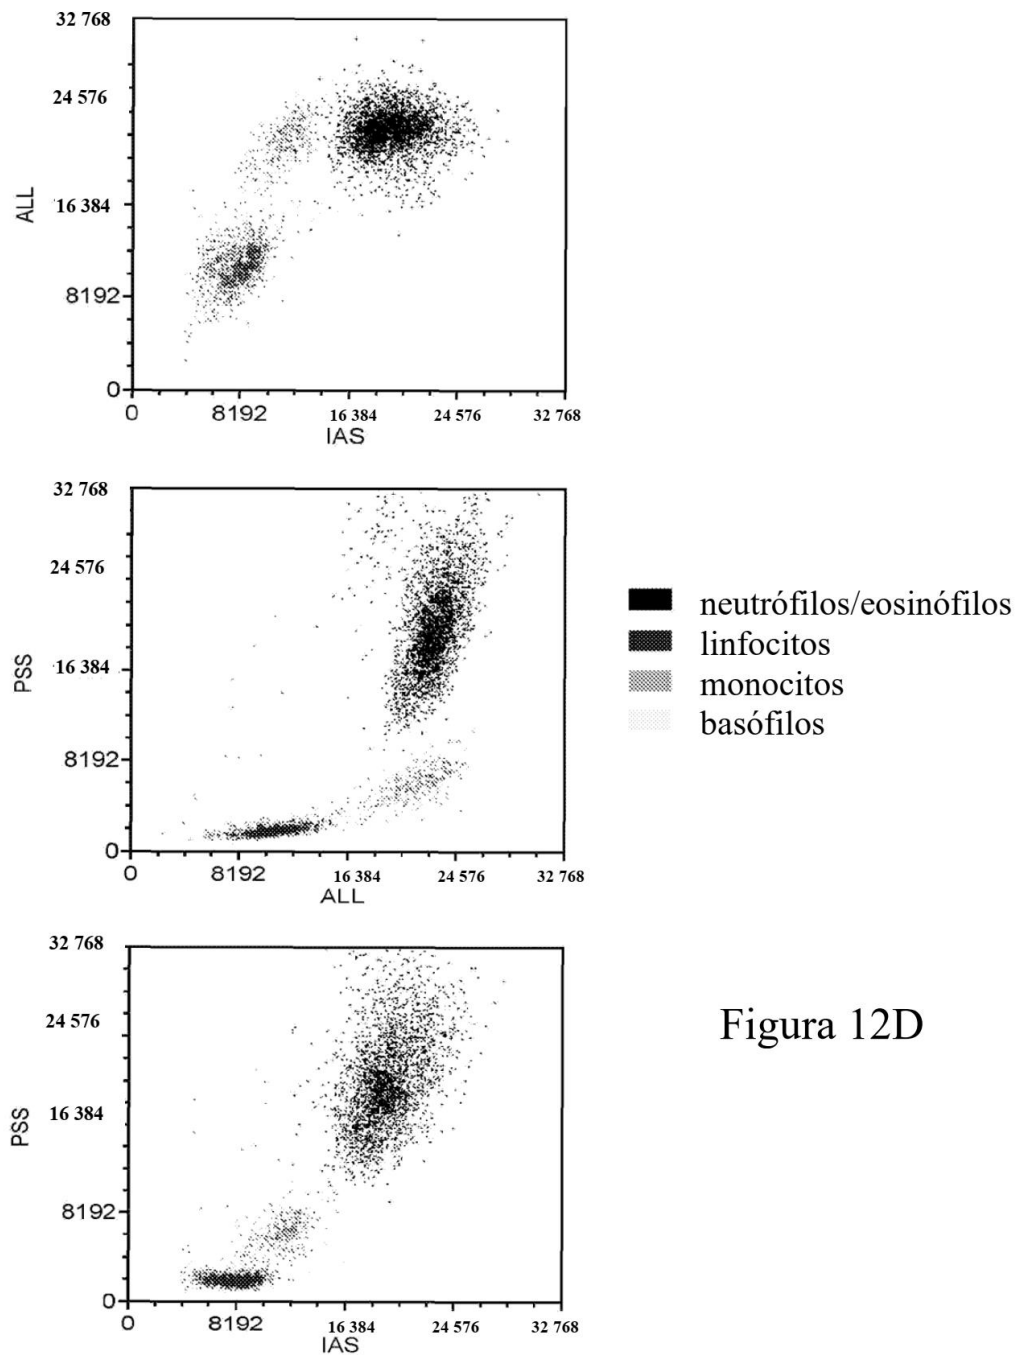 32 768
24 576
16 384
8192
0
ALL
0 8192 16 384 24 576 32 768
IAS
32 768
24 576
16 384
8192
0
PSS
0 8192 16 384 24 576 32 768
ALL
neutrófilos/eosinófilos
linfocitos
monocitos
basófilos
32 768
24 576
16 384
8192
0
PSS
0 8192 16 384 24 576 32 768
IAS
Figura 12D